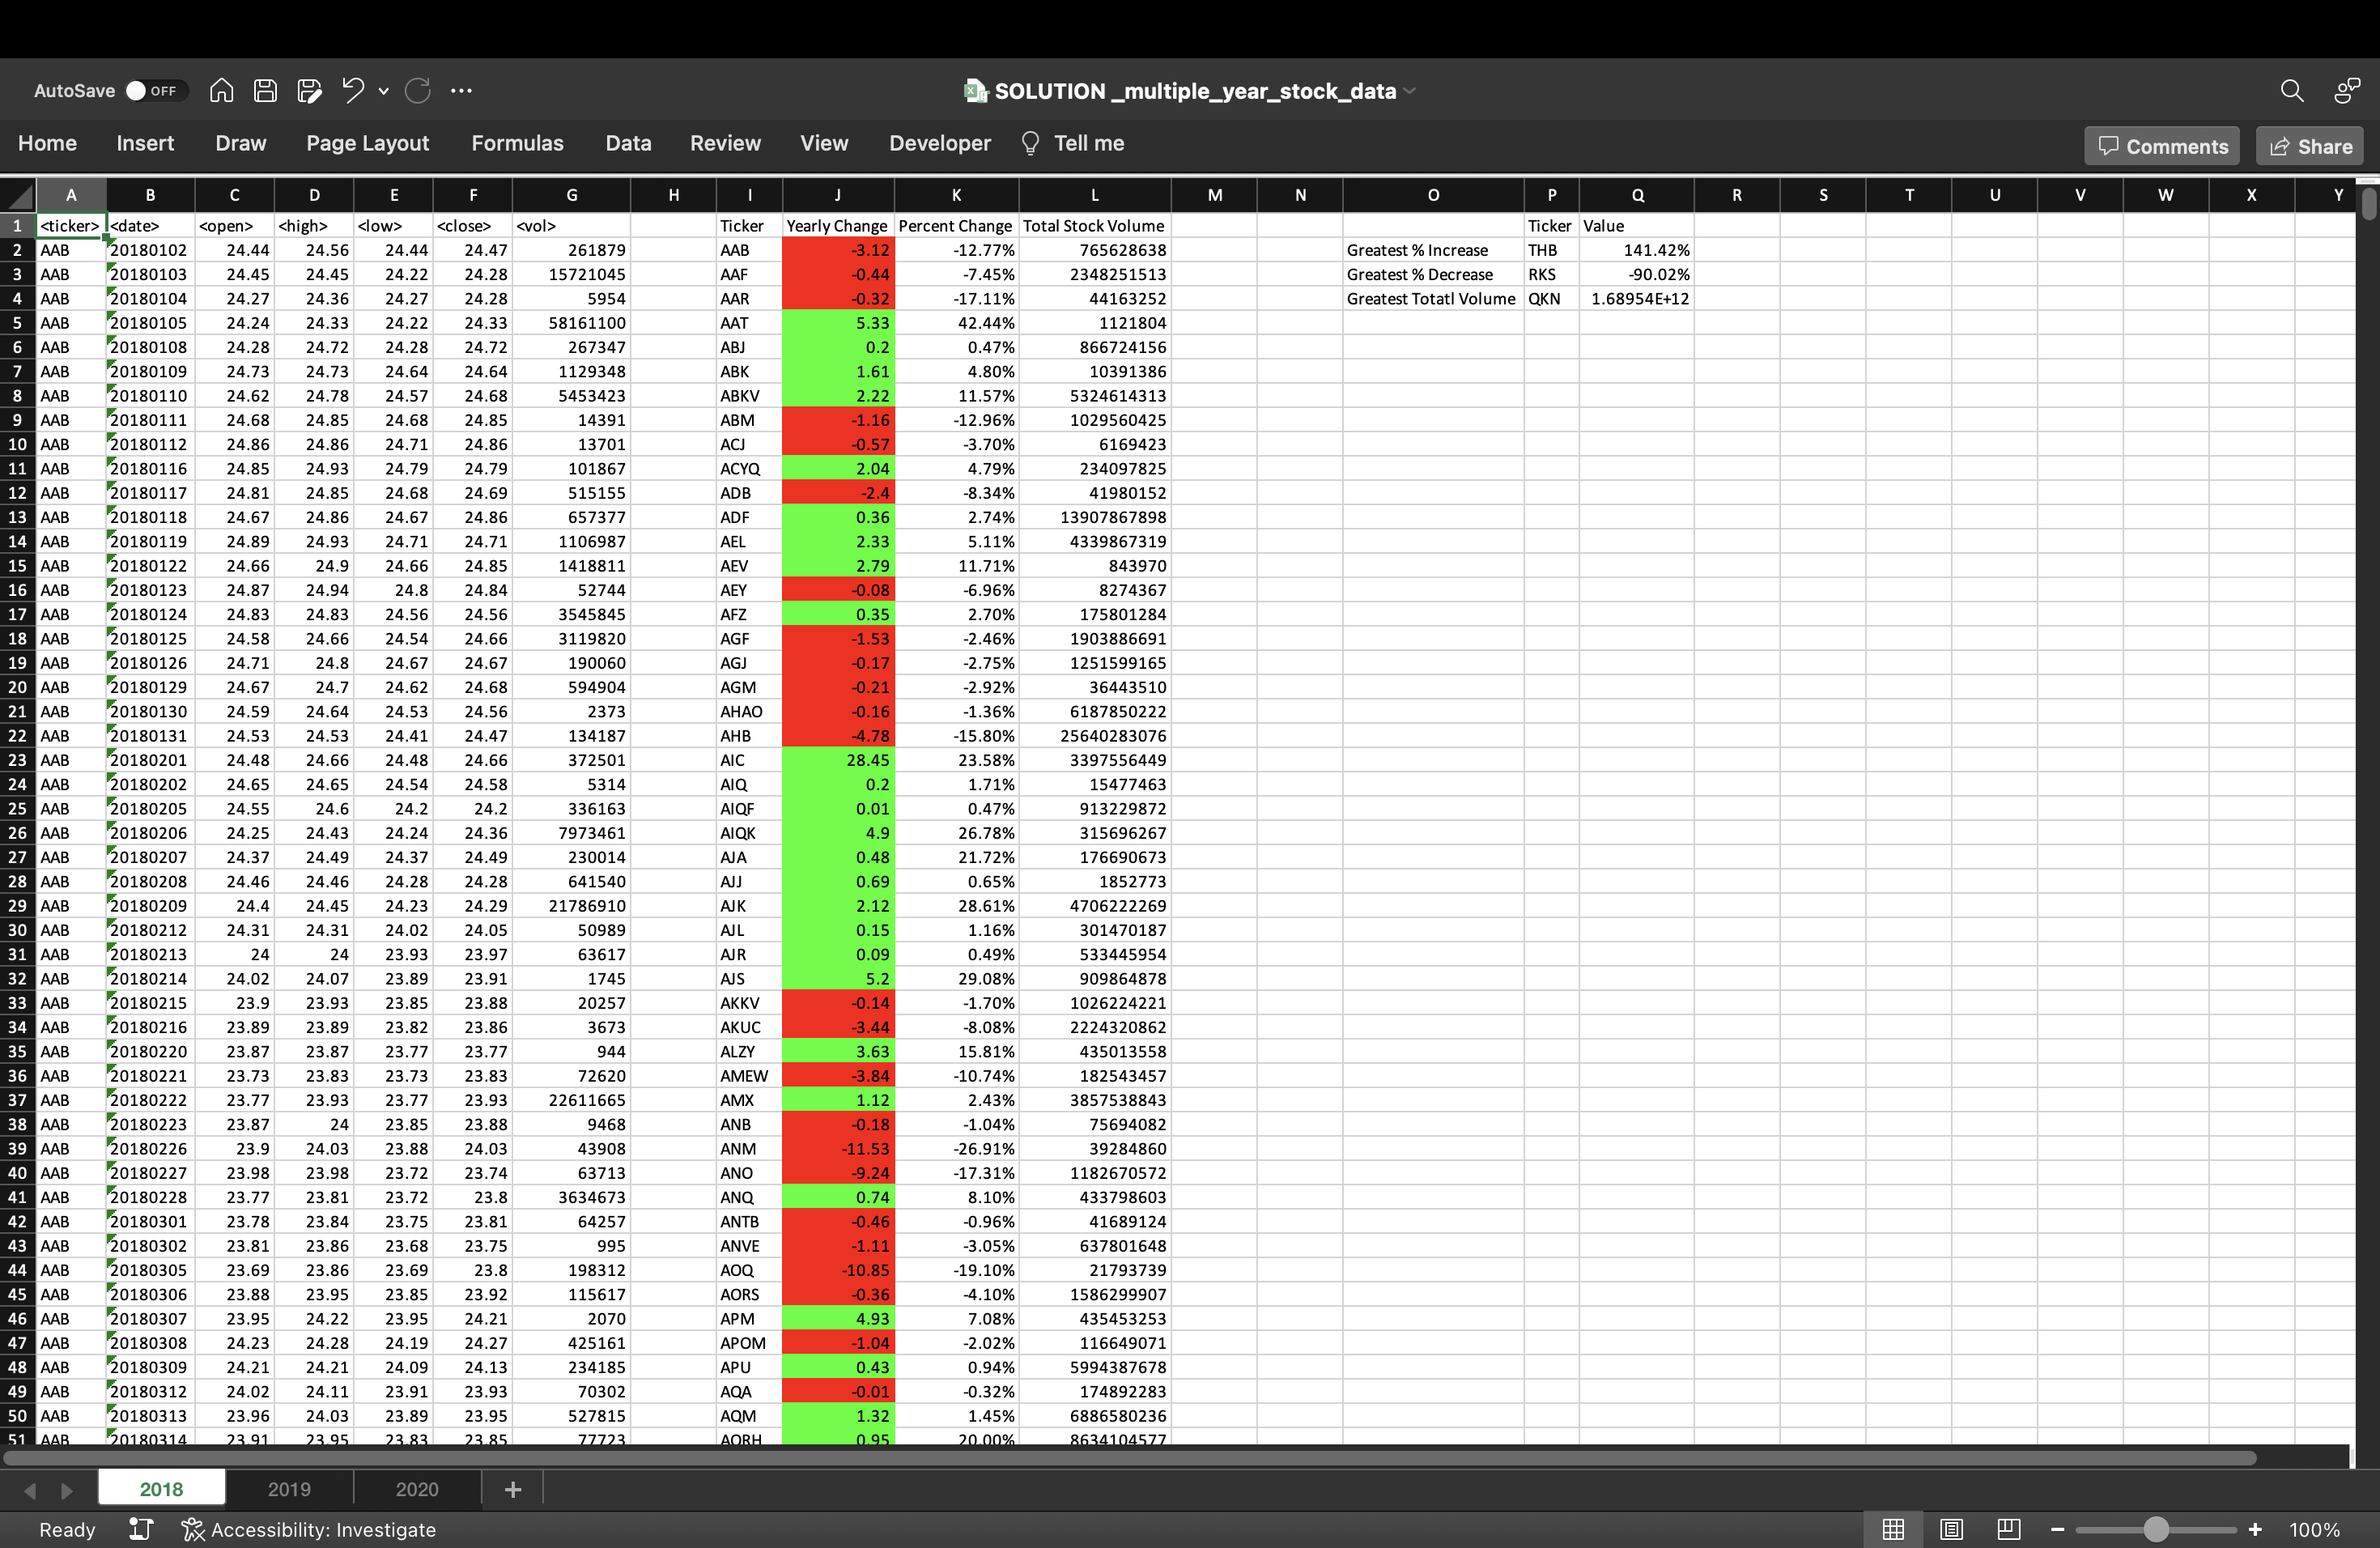 AutoSave OFF SOLUTION _multiple_year_stock_data
Home Insert Draw Page Layout Formulas Data Review View Developer Tell me Comments Share
A B C D E F G H I J K L M N O P Q R S T U V W X Y
1 <ticker> <date> <open> <high> <low> <close> <vol> Ticker Yearly Change Percent Change Total Stock Volume Ticker Value
2 AAB 20180102 24.44 24.56 24.44 24.47 261879 AAB -3.12 -12.77% 765628638 Greatest % Increase THB 141.42%
3 AAB 20180103 24.45 24.45 24.22 24.28 15721045 AAF -0.44 -7.45% 2348251513 Greatest % Decrease RKS -90.02%
4 AAB 20180104 24.27 24.36 24.27 24.28 5954 AAR -0.32 -17.11% 44163252 Greatest Totatl Volume QKN 1.68954E+12
5 AAB 20180105 24.24 24.33 24.22 24.33 58161100 AAT 5.33 42.44% 1121804
6 AAB 20180108 24.28 24.72 24.28 24.72 267347 ABJ 0.2 0.47% 866724156
7 AAB 20180109 24.73 24.73 24.64 24.64 1129348 ABK 1.61 4.80% 10391386
8 AAB 20180110 24.62 24.78 24.57 24.68 5453423 ABKV 2.22 11.57% 5324614313
9 AAB 20180111 24.68 24.85 24.68 24.85 14391 ABM -1.16 -12.96% 1029560425
10 AAB 20180112 24.86 24.86 24.71 24.86 13701 ACJ -0.57 -3.70% 6169423
11 AAB 20180116 24.85 24.93 24.79 24.79 101867 ACYQ 2.04 4.79% 234097825
12 AAB 20180117 24.81 24.85 24.68 24.69 515155 ADB -2.4 -8.34% 41980152
13 AAB 20180118 24.67 24.86 24.67 24.86 657377 ADF 0.36 2.74% 13907867898
14 AAB 20180119 24.89 24.93 24.71 24.71 1106987 AEL 2.33 5.11% 4339867319
15 AAB 20180122 24.66 24.9 24.66 24.85 1418811 AEV 2.79 11.71% 843970
16 AAB 20180123 24.87 24.94 24.8 24.84 52744 AEY -0.08 -6.96% 8274367
17 AAB 20180124 24.83 24.83 24.56 24.56 3545845 AFZ 0.35 2.70% 175801284
18 AAB 20180125 24.58 24.66 24.54 24.66 3119820 AGF -1.53 -2.46% 1903886691
19 AAB 20180126 24.71 24.8 24.67 24.67 190060 AGJ -0.17 -2.75% 1251599165
20 AAB 20180129 24.67 24.7 24.62 24.68 594904 AGM -0.21 -2.92% 36443510
21 AAB 20180130 24.59 24.64 24.53 24.56 2373 AHAO -0.16 -1.36% 6187850222
22 AAB 20180131 24.53 24.53 24.41 24.47 134187 AHB -4.78 -15.80% 25640283076
23 AAB 20180201 24.48 24.66 24.48 24.66 372501 AIC 28.45 23.58% 3397556449
24 AAB 20180202 24.65 24.65 24.54 24.58 5314 AIQ 0.2 1.71% 15477463
25 AAB 20180205 24.55 24.6 24.2 24.2 336163 AIQF 0.01 0.47% 913229872
26 AAB 20180206 24.25 24.43 24.24 24.36 7973461 AIQK 4.9 26.78% 315696267
27 AAB 20180207 24.37 24.49 24.37 24.49 230014 AJA 0.48 21.72% 176690673
28 AAB 20180208 24.46 24.46 24.28 24.28 641540 AJJ 0.69 0.65% 1852773
29 AAB 20180209 24.4 24.45 24.23 24.29 21786910 AJK 2.12 28.61% 4706222269
30 AAB 20180212 24.31 24.31 24.02 24.05 50989 AJL 0.15 1.16% 301470187
31 AAB 20180213 24 24 23.93 23.97 63617 AJR 0.09 0.49% 533445954
32 AAB 20180214 24.02 24.07 23.89 23.91 1745 AJS 5.2 29.08% 909864878
33 AAB 20180215 23.9 23.93 23.85 23.88 20257 AKKV -0.14 -1.70% 1026224221
34 AAB 20180216 23.89 23.89 23.82 23.86 3673 AKUC -3.44 -8.08% 2224320862
35 AAB 20180220 23.87 23.87 23.77 23.77 944 ALZY 3.63 15.81% 435013558
36 AAB 20180221 23.73 23.83 23.73 23.83 72620 AMEW -3.84 -10.74% 182543457
37 AAB 20180222 23.77 23.93 23.77 23.93 22611665 AMX 1.12 2.43% 3857538843
38 AAB 20180223 23.87 24 23.85 23.88 9468 ANB -0.18 -1.04% 75694082
39 AAB 20180226 23.9 24.03 23.88 24.03 43908 ANM -11.53 -26.91% 39284860
40 AAB 20180227 23.98 23.98 23.72 23.74 63713 ANO -9.24 -17.31% 1182670572
41 AAB 20180228 23.77 23.81 23.72 23.8 3634673 ANQ 0.74 8.10% 433798603
42 AAB 20180301 23.78 23.84 23.75 23.81 64257 ANTB -0.46 -0.96% 41689124
43 AAB 20180302 23.81 23.86 23.68 23.75 995 ANVE -1.11 -3.05% 637801648
44 AAB 20180305 23.69 23.86 23.69 23.8 198312 AOQ -10.85 -19.10% 21793739
45 AAB 20180306 23.88 23.95 23.85 23.92 115617 AORS -0.36 -4.10% 1586299907
46 AAB 20180307 23.95 24.22 23.95 24.21 2070 APM 4.93 7.08% 435453253
47 AAB 20180308 24.23 24.28 24.19 24.27 425161 APOM -1.04 -2.02% 116649071
48 AAB 20180309 24.21 24.21 24.09 24.13 234185 APU 0.43 0.94% 5994387678
49 AAB 20180312 24.02 24.11 23.91 23.93 70302 AQA -0.01 -0.32% 174892283
50 AAB 20180313 23.96 24.03 23.89 23.95 527815 AQM 1.32 1.45% 6886580236
51 AAB 20180314 23.91 23.95 23.83 23.85 77723 AQRH 0.95 20.00% 8634104577
2018 2019 2020 +
Ready Accessibility: Investigate 100%